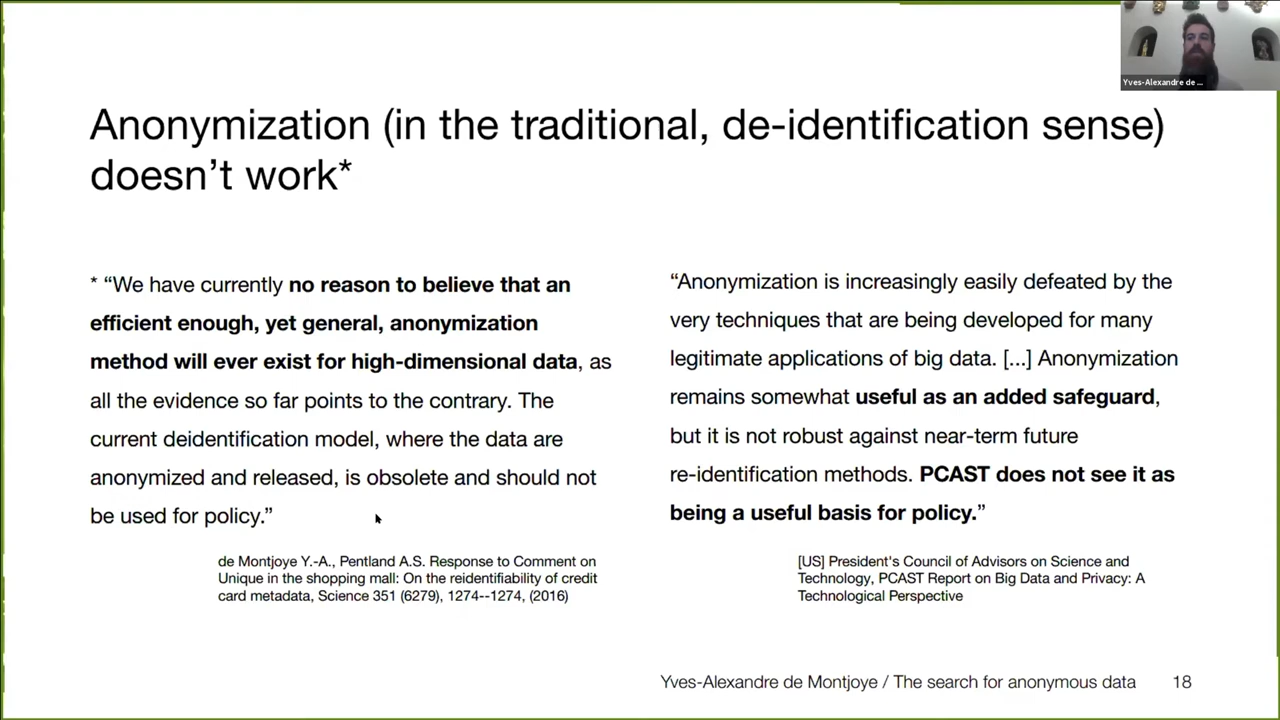 Yves-Alexandre de ...
Anonymization (in the traditional, de-identification sense)
doesn’t work*
* “We have currently no reason to believe that an
efficient enough, yet general, anonymization
method will ever exist for high-dimensional data, as
all the evidence so far points to the contrary. The
current deidentification model, where the data are
anonymized and released, is obsolete and should not
be used for policy.”
de Montjoye Y.-A., Pentland A.S. Response to Comment on
Unique in the shopping mall: On the reidentifiability of credit
card metadata, Science 351 (6279), 1274--1274, (2016)
“Anonymization is increasingly easily defeated by the
very techniques that are being developed for many
legitimate applications of big data. [...] Anonymization
remains somewhat useful as an added safeguard,
but it is not robust against near-term future
re-identification methods. PCAST does not see it as
being a useful basis for policy.”
[US] President's Council of Advisors on Science and
Technology, PCAST Report on Big Data and Privacy: A
Technological Perspective
Yves-Alexandre de Montjoye / The search for anonymous data 18